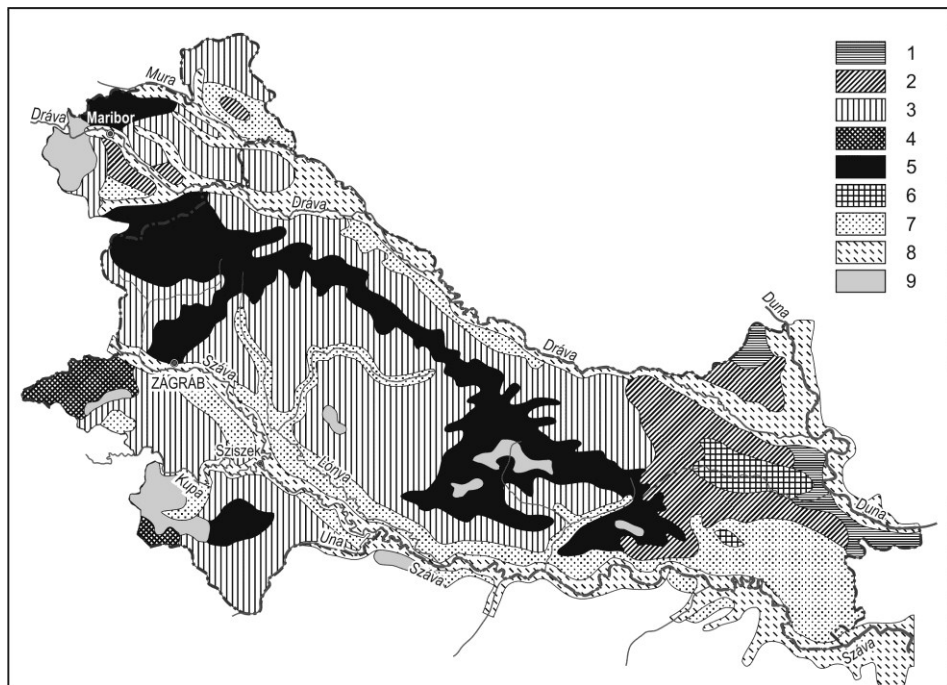 Mura
Dráva
Maribor
Dráva
Dráva
Duna
ZÁGRÁB
Száva
Sziszek
Lónya
Kupa
Una
Száva
Duna
Száva
1
2
3
4
5
6
7
8
9